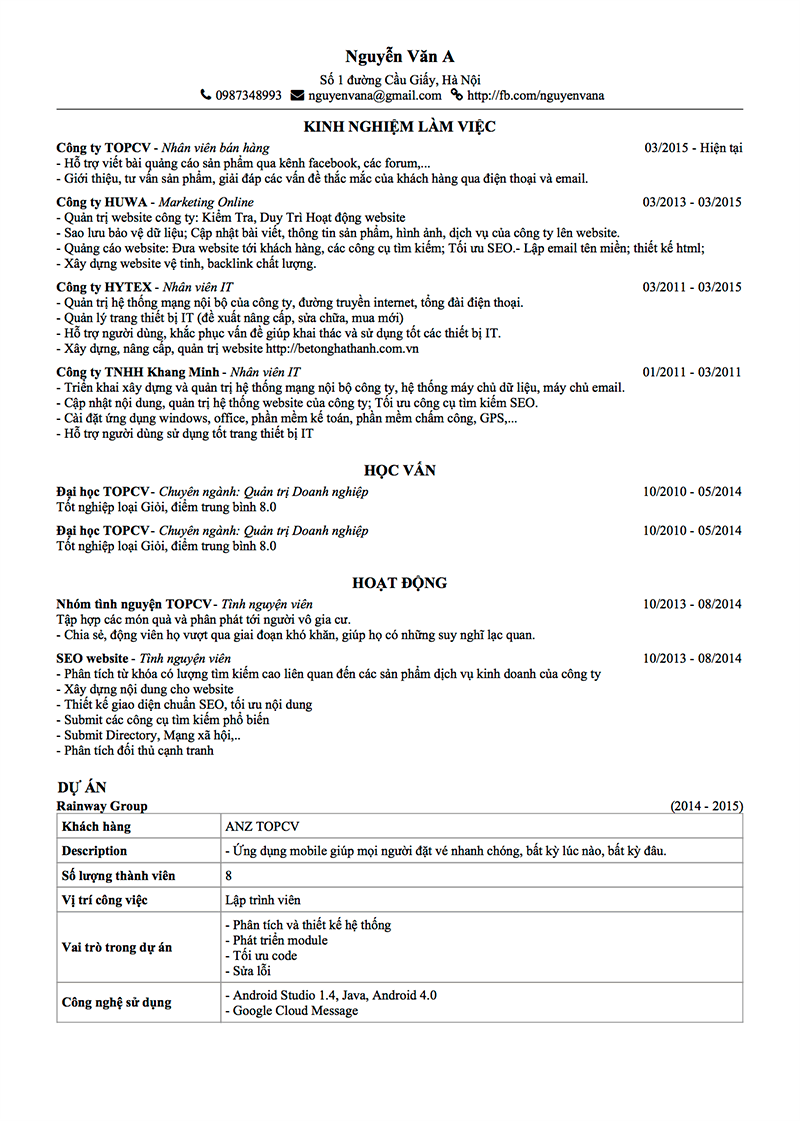 Nguyễn Văn A
Số 1 đường Cầu Giấy, Hà Nội
0987348993 nguyenvana@gmail.com http://fb.com/nguyenvana
KINH NGHIỆM LÀM VIỆC
Công ty TOPCV - Nhân viên bán hàng 03/2015 - Hiện tại
- Hỗ trợ viết bài quảng cáo sản phẩm qua kênh facebook, các forum,...
- Giới thiệu, tư vấn sản phẩm, giải đáp các vấn đề thắc mắc của khách hàng qua điện thoại và email.
Công ty HUWA - Marketing Online 03/2013 - 03/2015
- Quản trị website công ty: Kiểm Tra, Duy Trì Hoạt động website
- Sao lưu bảo vệ dữ liệu; Cập nhật bài viết, thông tin sản phẩm, hình ảnh, dịch vụ của công ty lên website.
- Quảng cáo website: Đưa website tới khách hàng, các công cụ tìm kiếm; Tối ưu SEO.- Lập email tên miền; thiết kế html;
- Xây dựng website vệ tinh, backlink chất lượng.
Công ty HYTEX - Nhân viên IT 03/2011 - 03/2015
- Quản trị hệ thống mạng nội bộ của công ty, đường truyền internet, tổng đài điện thoại.
- Quản lý trang thiết bị IT (đề xuất nâng cấp, sửa chữa, mua mới)
- Hỗ trợ người dùng, khắc phục vấn đề giúp khai thác và sử dụng tốt các thiết bị IT.
- Xây dựng, nâng cấp, quản trị website http://betonghathanh.com.vn
Công ty TNHH Khang Minh - Nhân viên IT 01/2011 - 03/2011
- Triển khai xây dựng và quản trị hệ thống mạng nội bộ công ty, hệ thống máy chủ dữ liệu, máy chủ email.
- Cập nhật nội dung, quản trị hệ thống website của công ty; Tối ưu công cụ tìm kiếm SEO.
- Cài đặt ứng dụng windows, office, phần mềm kế toán, phần mềm chấm công, GPS,...
- Hỗ trợ người dùng sử dụng tốt trang thiết bị IT
HỌC VẤN
Đại học TOPCV- Chuyên ngành: Quản trị Doanh nghiệp 10/2010 - 05/2014
Tốt nghiệp loại Giỏi, điểm trung bình 8.0
Đại học TOPCV- Chuyên ngành: Quản trị Doanh nghiệp 10/2010 - 05/2014
Tốt nghiệp loại Giỏi, điểm trung bình 8.0
HOẠT ĐỘNG
Nhóm tình nguyện TOPCV- Tình nguyện viên 10/2013 - 08/2014
Tập hợp các món quà và phân phát tới người vô gia cư.
- Chia sẻ, động viên họ vượt qua giai đoạn khó khăn, giúp họ có những suy nghĩ lạc quan.
SEO website - Tình nguyện viên 10/2013 - 08/2014
- Phân tích từ khóa có lượng tìm kiếm cao liên quan đến các sản phẩm dịch vụ kinh doanh của công ty
- Xây dựng nội dung cho website
- Thiết kế giao diện chuẩn SEO, tối ưu nội dung
- Submit các công cụ tìm kiếm phổ biến
- Submit Directory, Mạng xã hội,..
- Phân tích đối thủ cạnh tranh
DỰ ÁN
Rainway Group (2014 - 2015)
Khách hàng ANZ TOPCV
Description - Ứng dụng mobile giúp mọi người đặt vé nhanh chóng, bất kỳ lúc nào, bất kỳ đâu.
Số lượng thành viên 8
Vị trí công việc Lập trình viên
Vai trò trong dự án - Phân tích và thiết kế hệ thống
- Phát triển module
- Tối ưu code
- Sửa lỗi
Công nghệ sử dụng - Android Studio 1.4, Java, Android 4.0
- Google Cloud Message